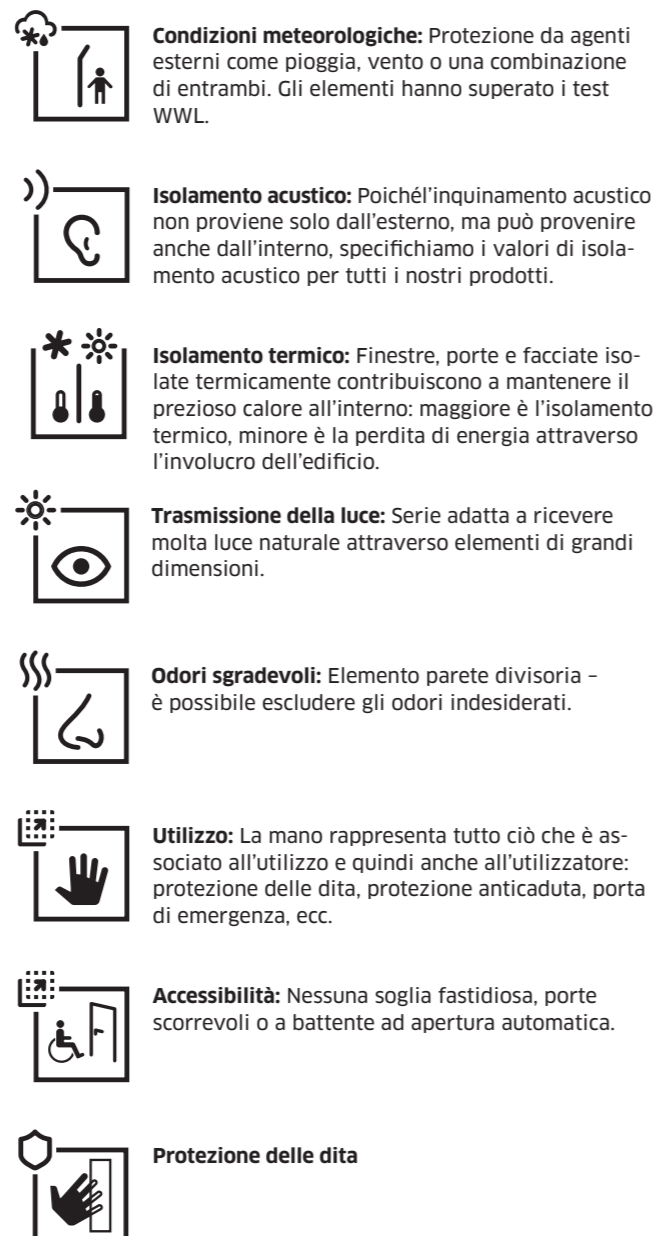 Condizioni meteorologiche: Protezione da agenti
esterni come pioggia, vento o una combinazione
di entrambi. Gli elementi hanno superato i test
WWL.
Isolamento acustico: Poichél'inquinamento acustico
non proviene solo dall'esterno, ma può provenire
anche dall'interno, specifichiamo i valori di isola-
mento acustico per tutti i nostri prodotti.
Isolamento termico: Finestre, porte e facciate iso-
late termicamente contribuiscono a mantenere il
prezioso calore all'interno: maggiore è l'isolamento
termico, minore è la perdita di energia attraverso
l'involucro dell'edificio.
Trasmissione della luce: Serie adatta a ricevere
molta luce naturale attraverso elementi di grandi
dimensioni.
Odori sgradevoli: Elemento parete divisoria –
è possibile escludere gli odori indesiderati.
Utilizzo: La mano rappresenta tutto ciò che è as-
sociato all'utilizzo e quindi anche all'utilizzatore:
protezione delle dita, protezione anticaduta, porta
di emergenza, ecc.
Accessibilità: Nessuna soglia fastidiosa, porte
scorrevoli o a battente ad apertura automatica.
Protezione delle dita